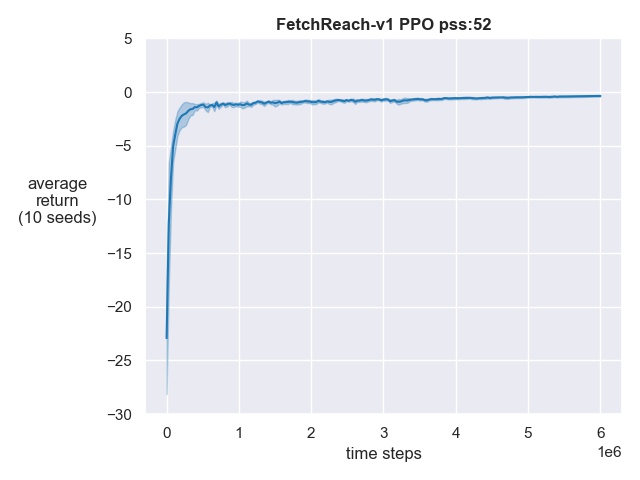 FetchReach-v1 PPO pss:52
5
0
−5
−10
−15
−20
−25
−30
average
return
(10 seeds)
0 1 2 3 4 5 6
1e6
time steps